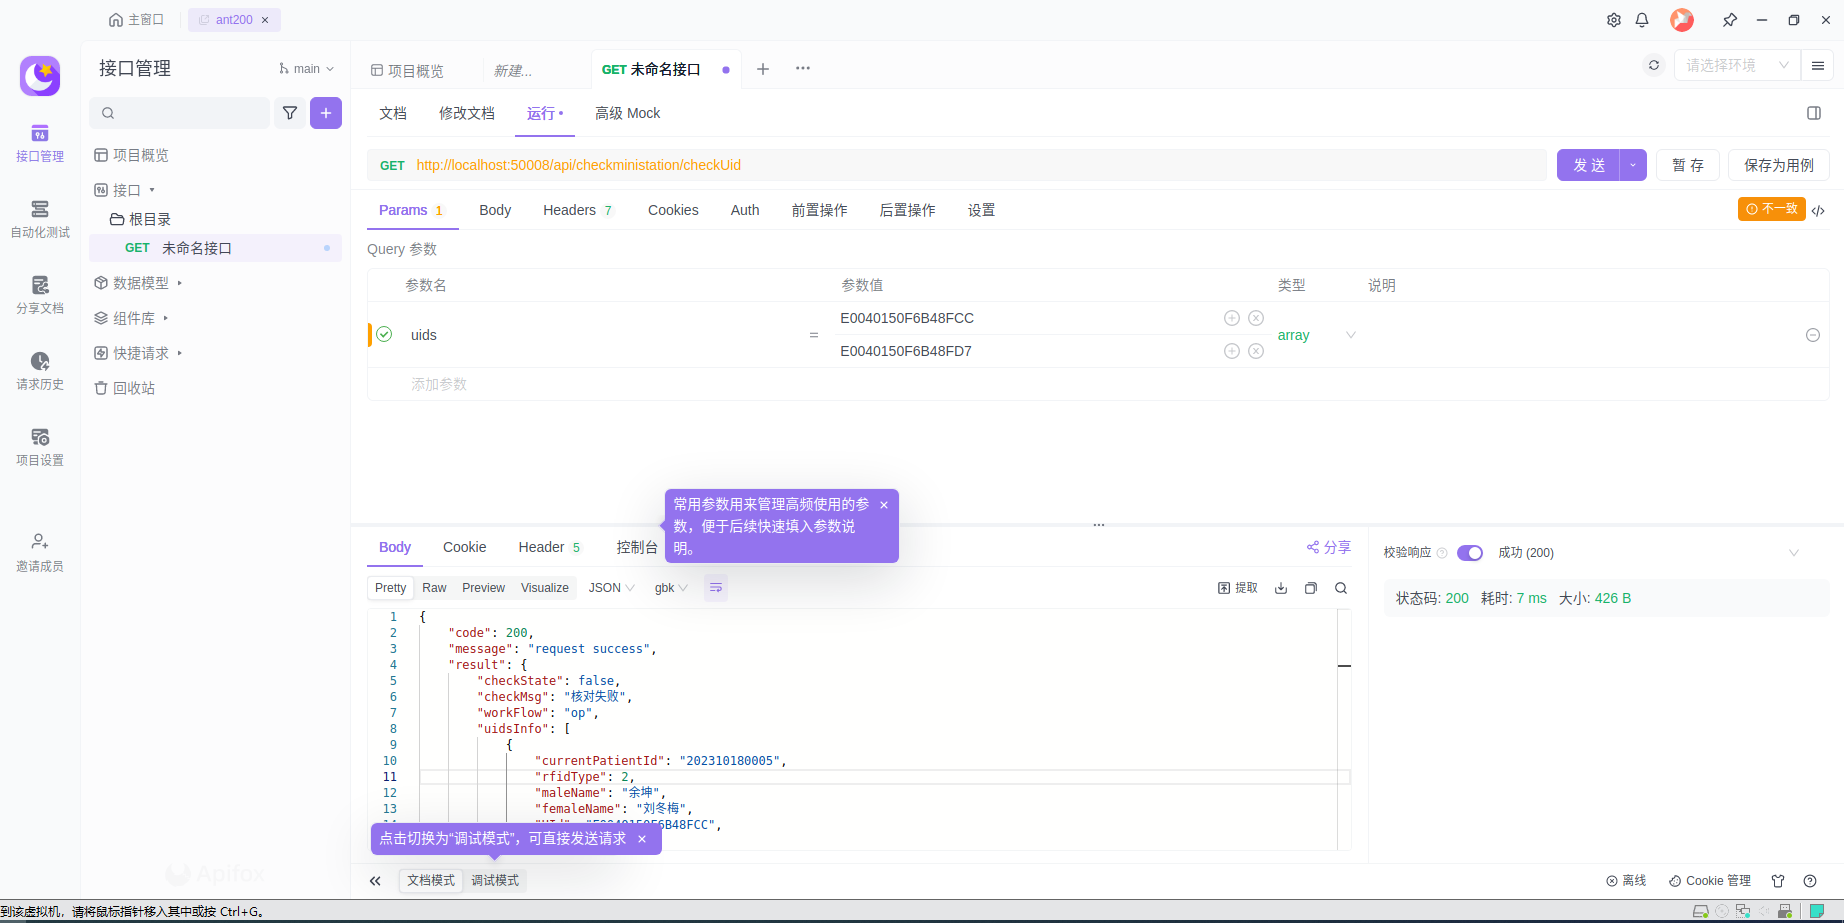 主窗口
ant200
接口管理
main
项目概览
新建...
GET 未命名接口
请选择环境
接口管理
自动化测试
分享文档
请求历史
项目设置
邀请成员
项目概览
接口
根目录
GET 未命名接口
数据模型
组件库
快捷请求
回收站
Apifox
文档
修改文档
运行
高级 Mock
GET http://localhost:50008/api/checkministation/checkUid
发 送
暂 存
保存为用例
Params 1
Body
Headers 7
Cookies
Auth
前置操作
后置操作
设置
不一致
Query 参数
参数名
参数值
类型
说明
uids
=
E0040150F6B48FCC
E0040150F6B48FD7
array
添加参数
常用参数用来管理高频使用的参
数，便于后续快速填入参数说
明。
Body
Cookie
Header 5
控制台
分享
校验响应
成功 (200)
Pretty
Raw
Preview
Visualize
JSON
gbk
提取
状态码: 200 耗时: 7 ms 大小: 426 B
1 {
2 "code": 200,
3 "message": "request success",
4 "result": {
5 "checkState": false,
6 "checkMsg": "核对失败",
7 "workFlow": "op",
8 "uidsInfo": [
9 {
10 "currentPatientId": "202310180005",
11 "rfidType": 2,
12 "maleName": "余坤",
13 "femaleName": "刘冬梅",
6B48FCC",
点击切换为“调试模式”，可直接发送请求
文档模式
调试模式
离线
Cookie 管理
到该虚拟机，请将鼠标指针移入其中或按 Ctrl+G。